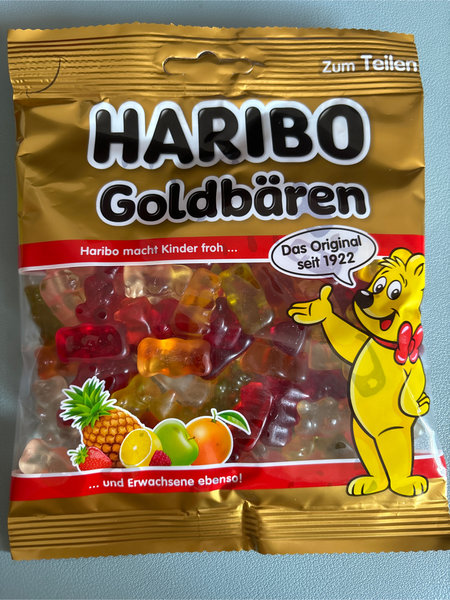 Zum Teilen
HARIBO
Goldbären
Haribo macht Kinder froh ...
Das Original
seit 1922
... und Erwachsene ebenso!